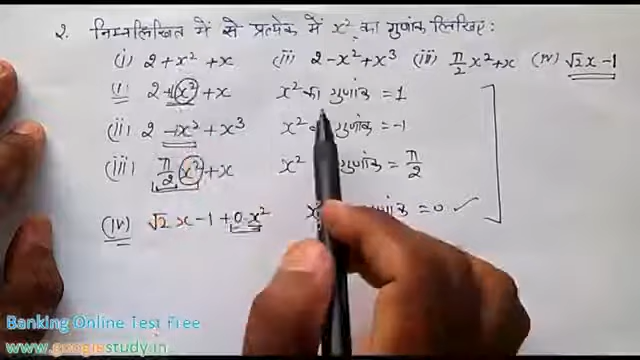 २. निम्नलिखित में से प्रत्येक में x² का गुणांक लिखिए:
(i) 2+x²+x (ii) 2-x²+x³ (iii) π/2 x²+x (iv) √2x-1
(i) 2+x²+x x² का गुणांक = 1
(ii) 2-x²+x³ x² गुणांक = -1
(iii) π/2 x²+x x² गुणांक = π/2
(iv) √2 x-1+0.x² गुणांक = 0
Banking Online Test Free
www.googlestudy.in